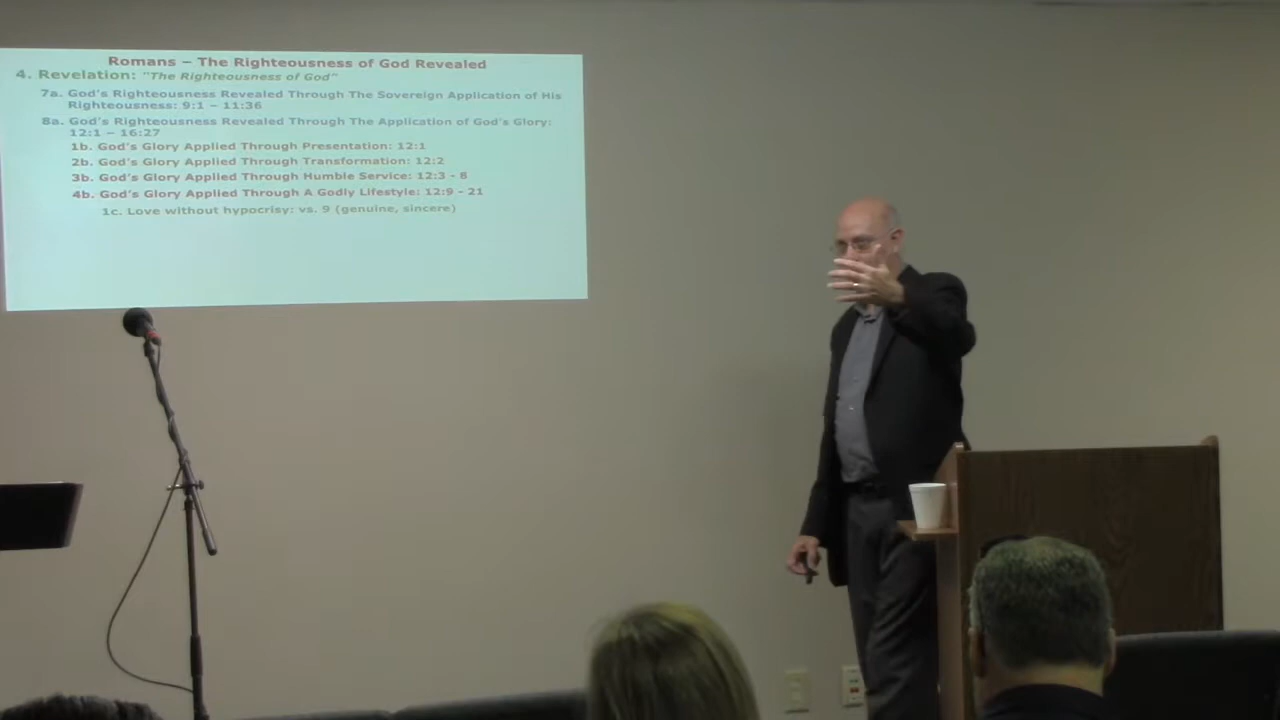 Romans – The Righteousness of God Revealed
4. Revelation: "The Righteousness of God"
7a. God's Righteousness Revealed Through The Sovereign Application of His
Righteousness: 9:1 – 11:36
8a. God's Righteousness Revealed Through The Application of God's Glory:
12:1 – 16:27
1b. God's Glory Applied Through Presentation: 12:1
2b. God's Glory Applied Through Transformation: 12:2
3b. God's Glory Applied Through Humble Service: 12:3 - 8
4b. God's Glory Applied Through A Godly Lifestyle: 12:9 - 21
1c. Love without hypocrisy: vs. 9 (genuine, sincere)